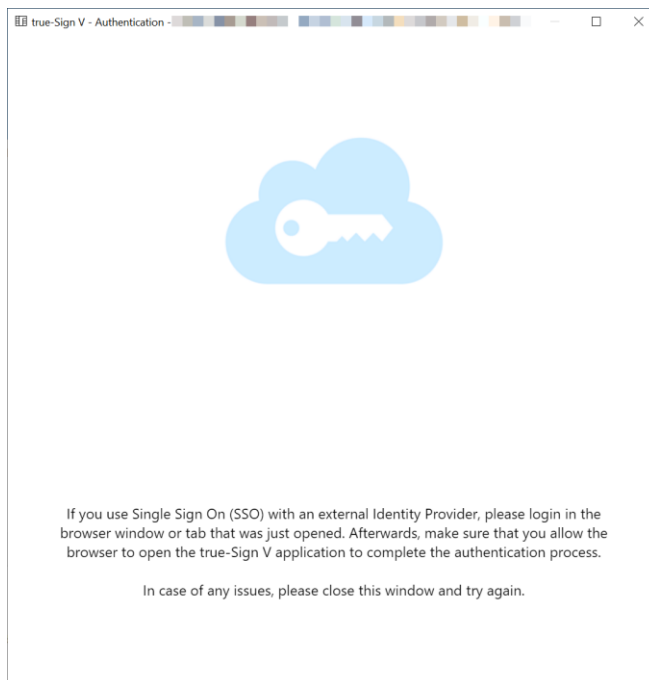 true-Sign V - Authentication -
If you use Single Sign On (SSO) with an external Identity Provider, please login in the
browser window or tab that was just opened. Afterwards, make sure that you allow the
browser to open the true-Sign V application to complete the authentication process.
In case of any issues, please close this window and try again.